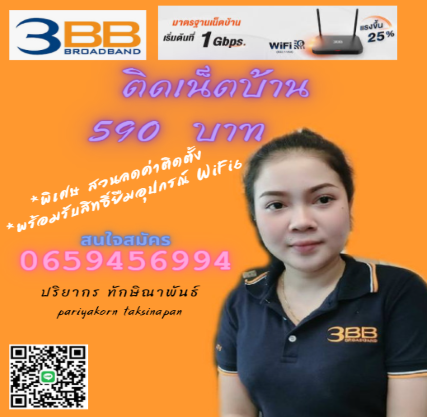 3BB
BROADBAND
มาตรฐานเน็ตบ้าน
เริ่มต้นที่ 1 Gbps.
WiFi
แรงขึ้น
25%
ติดเน็ตบ้าน
590 บาท
*พิเศษ ส่วนลดค่าติดตั้ง
*พร้อมรับสิทธิ์ยืมอุปกรณ์ WiFi6
สนใจสมัคร
0659456994
ปริยากร ทักษิณาพันธ์
pariyakorn taksinapan
3BB
BROADBAND